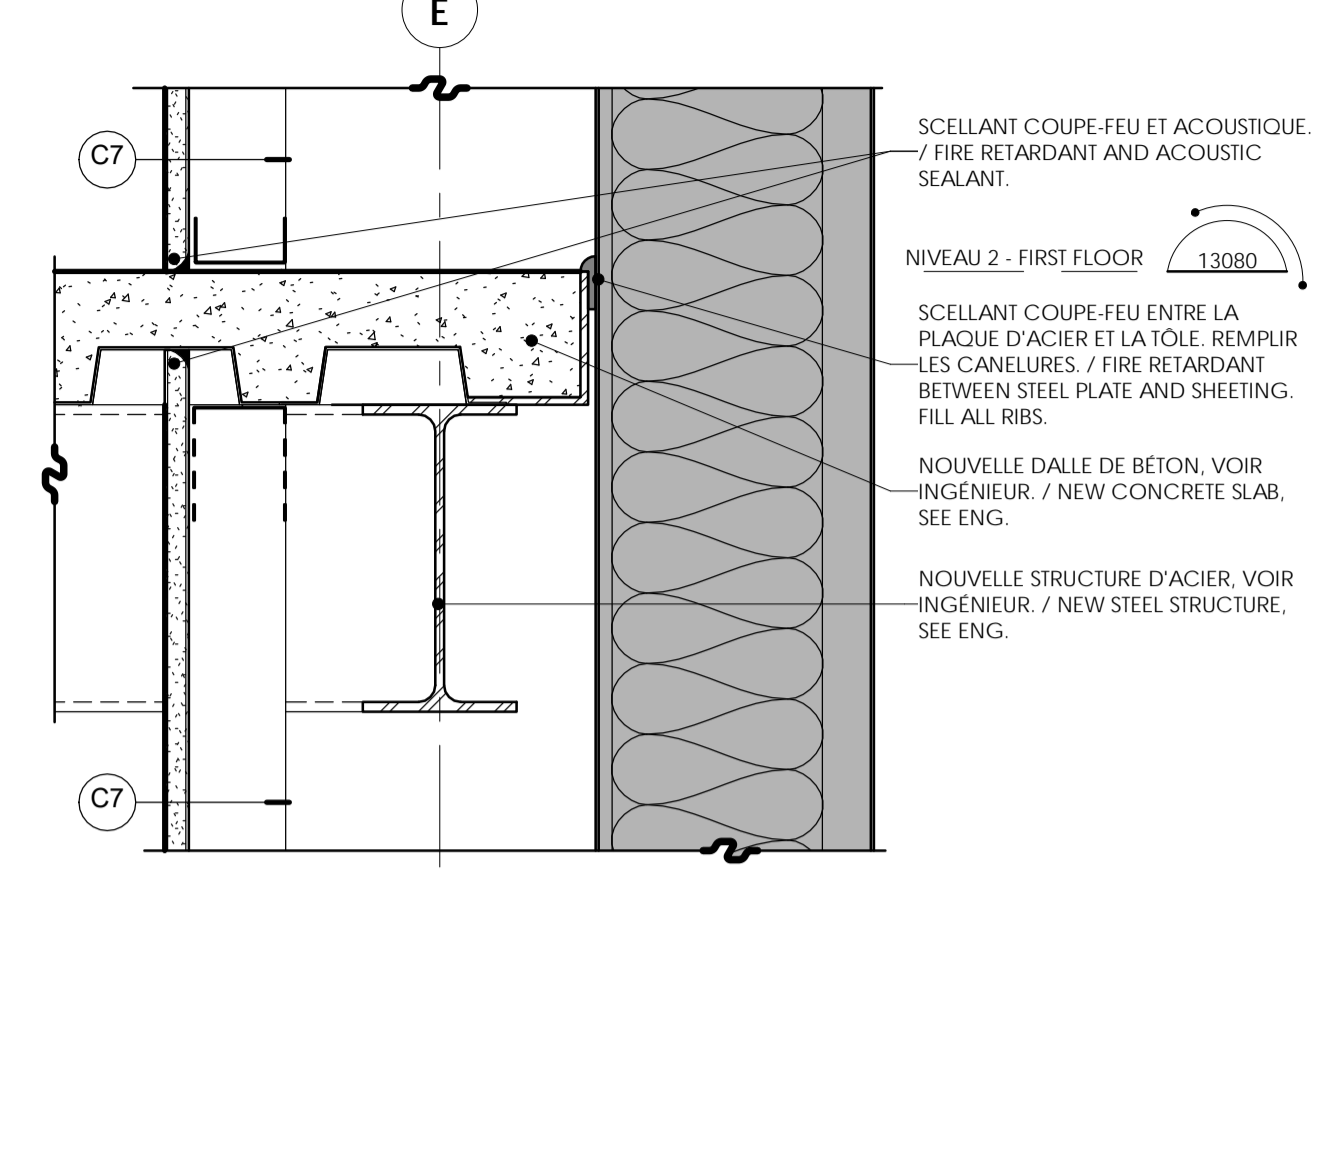 E
C7
SCELLANT COUPE-FEU ET ACOUSTIQUE.
/ FIRE RETARDANT AND ACOUSTIC
SEALANT.
NIVEAU 2 - FIRST FLOOR
13080
SCELLANT COUPE-FEU ENTRE LA
PLAQUE D'ACIER ET LA TÔLE. REMPLIR
LES CANELURES. / FIRE RETARDANT
BETWEEN STEEL PLATE AND SHEETING.
FILL ALL RIBS.
NOUVELLE DALLE DE BÉTON, VOIR
INGÉNIEUR. / NEW CONCRETE SLAB,
SEE ENG.
NOUVELLE STRUCTURE D'ACIER, VOIR
INGÉNIEUR. / NEW STEEL STRUCTURE,
SEE ENG.
C7